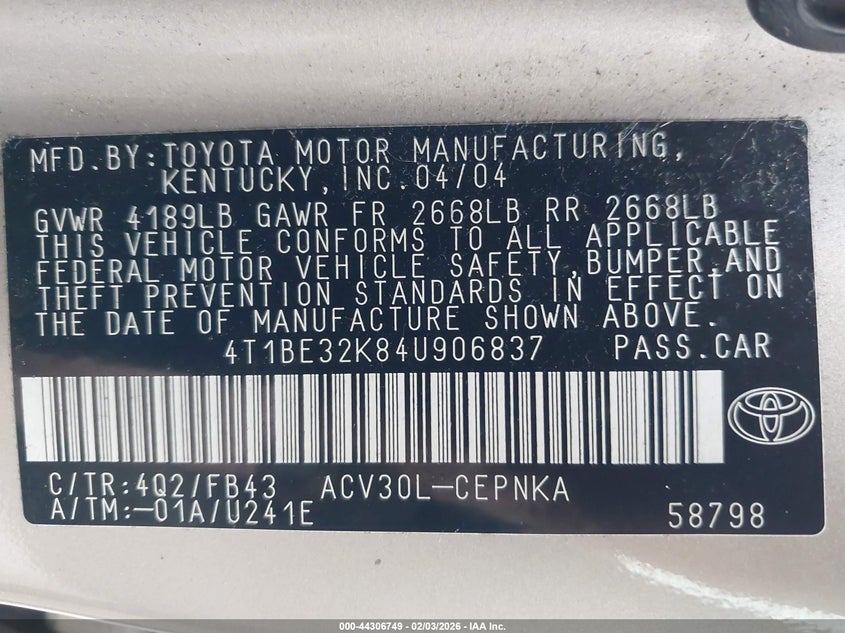 MFD.BY:TOYOTA MOTOR MANUFACTURING,
KENTUCKY,INC.04/04
GVWR 4189LB GAWR FR 2668LB RR 2668LB
THIS VEHICLE CONFORMS TO ALL APPLICABLE
FEDERAL MOTOR VEHICLE SAFETY,BUMPER,AND
THEFT PREVENTION STANDARDS IN EFFECT ON
THE DATE OF MANUFACTURE SHOWN ABOVE.
4T1BE32K84U906837 PASS.CAR
C/TR:4Q2/FB43 ACV30L-CEPNKA
A/TM:-01A/U241E 58798
000-44306749 - 02/03/2026 - IAA Inc.